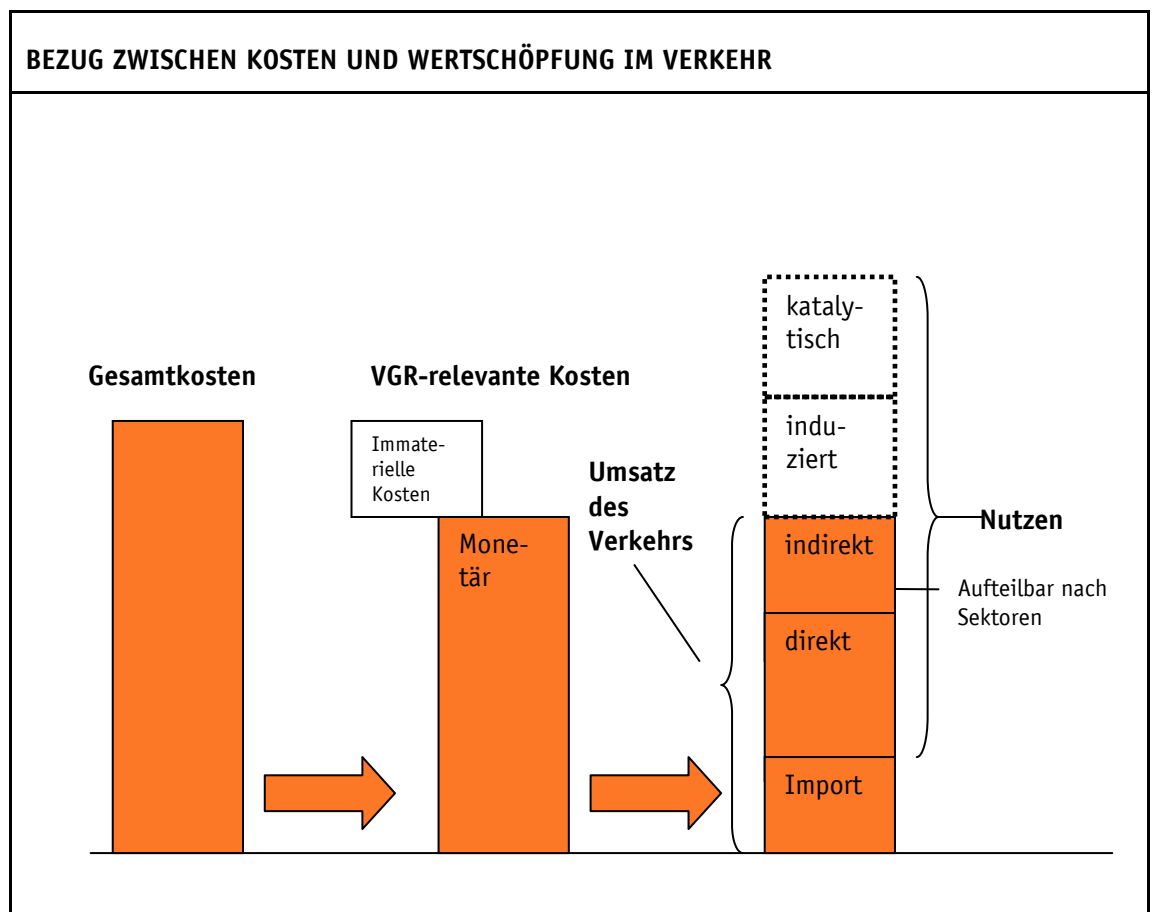 BEZUG ZWISCHEN KOSTEN UND WERTSCHÖPFUNG IM VERKEHR
Gesamtkosten
VGR-relevante Kosten
Immate-
rielle
Kosten
Mone-
tär
Umsatz
des
Verkehrs
kataly-
tisch
indu-
ziert
indirekt
direkt
Import
Nutzen
Aufteilbar nach
Sektoren